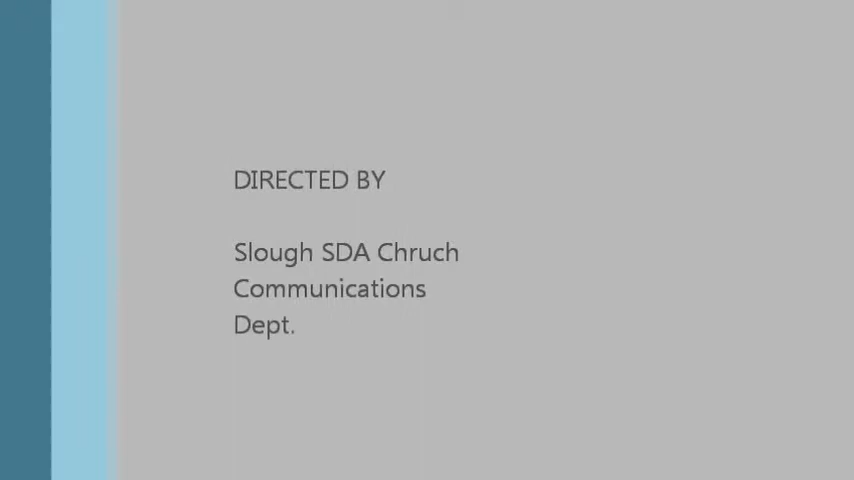 DIRECTED BY
Slough SDA Chruch
Communications
Dept.